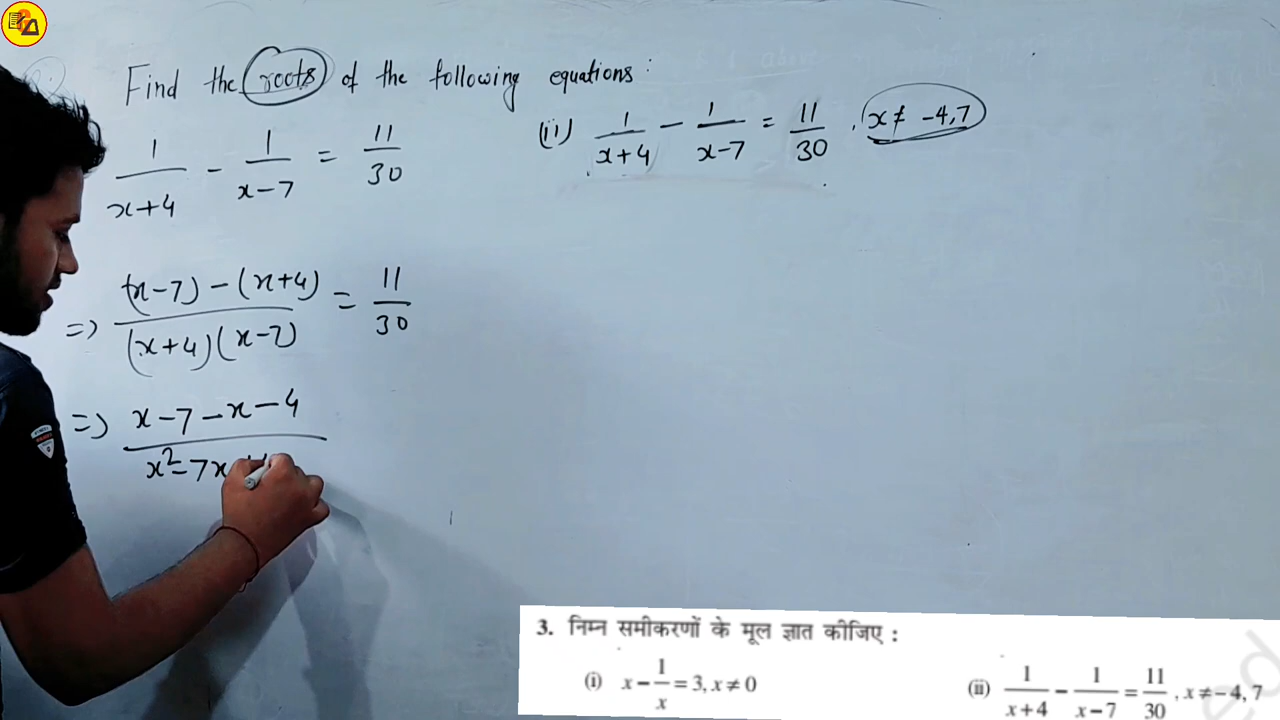 Find the roots of the following equations:
1/(x+4) - 1/(x-7) = 11/30
(ii) 1/(x+4) - 1/(x-7) = 11/30, x ≠ -4,7
=> ((x-7)-(x+4))/((x+4)(x-7)) = 11/30
=> (x-7-x-4)/(x²-7x
3. निम्न समीकरणों के मूल ज्ञात कीजिए :
(i) x - 1/x = 3, x ≠ 0
(ii) 1/(x+4) - 1/(x-7) = 11/30, x ≠ -4, 7